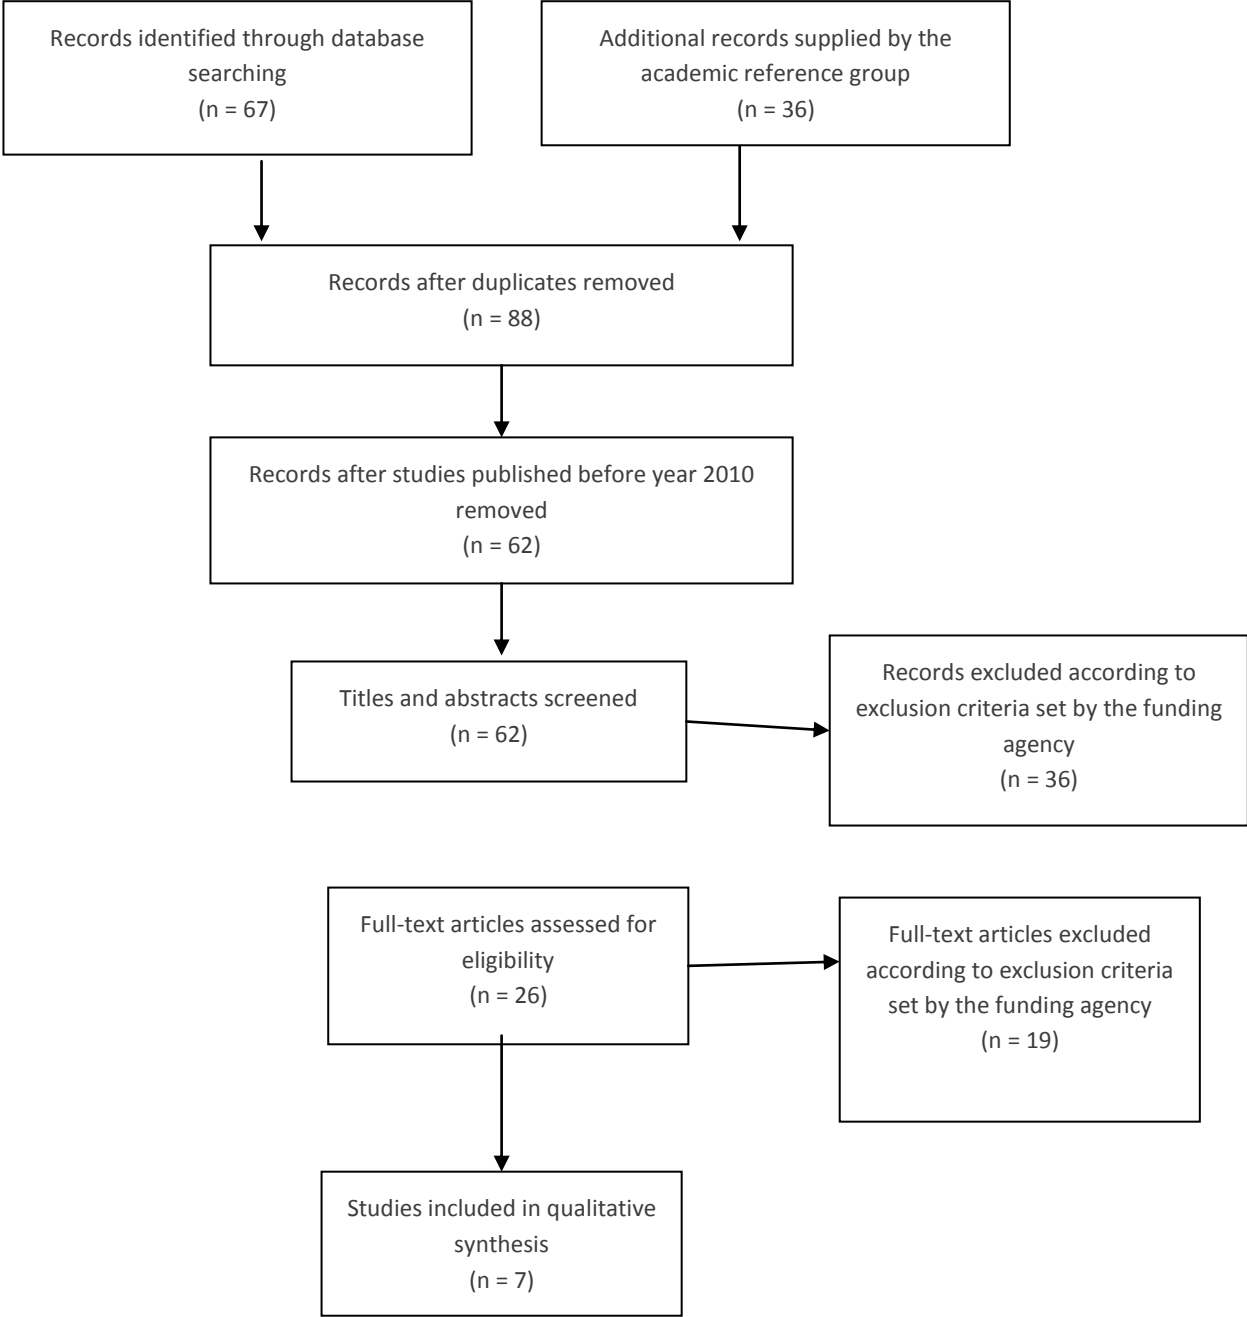 Records identified through database
searching
(n = 67)
Additional records supplied by the
academic reference group
(n = 36)
Records after duplicates removed
(n = 88)
Records after studies published before year 2010
removed
(n = 62)
Titles and abstracts screened
(n = 62)
Records excluded according to
exclusion criteria set by the funding
agency
(n = 36)
Full-text articles assessed for
eligibility
(n = 26)
Full-text articles excluded
according to exclusion criteria
set by the funding agency
(n = 19)
Studies included in qualitative
synthesis
(n = 7)